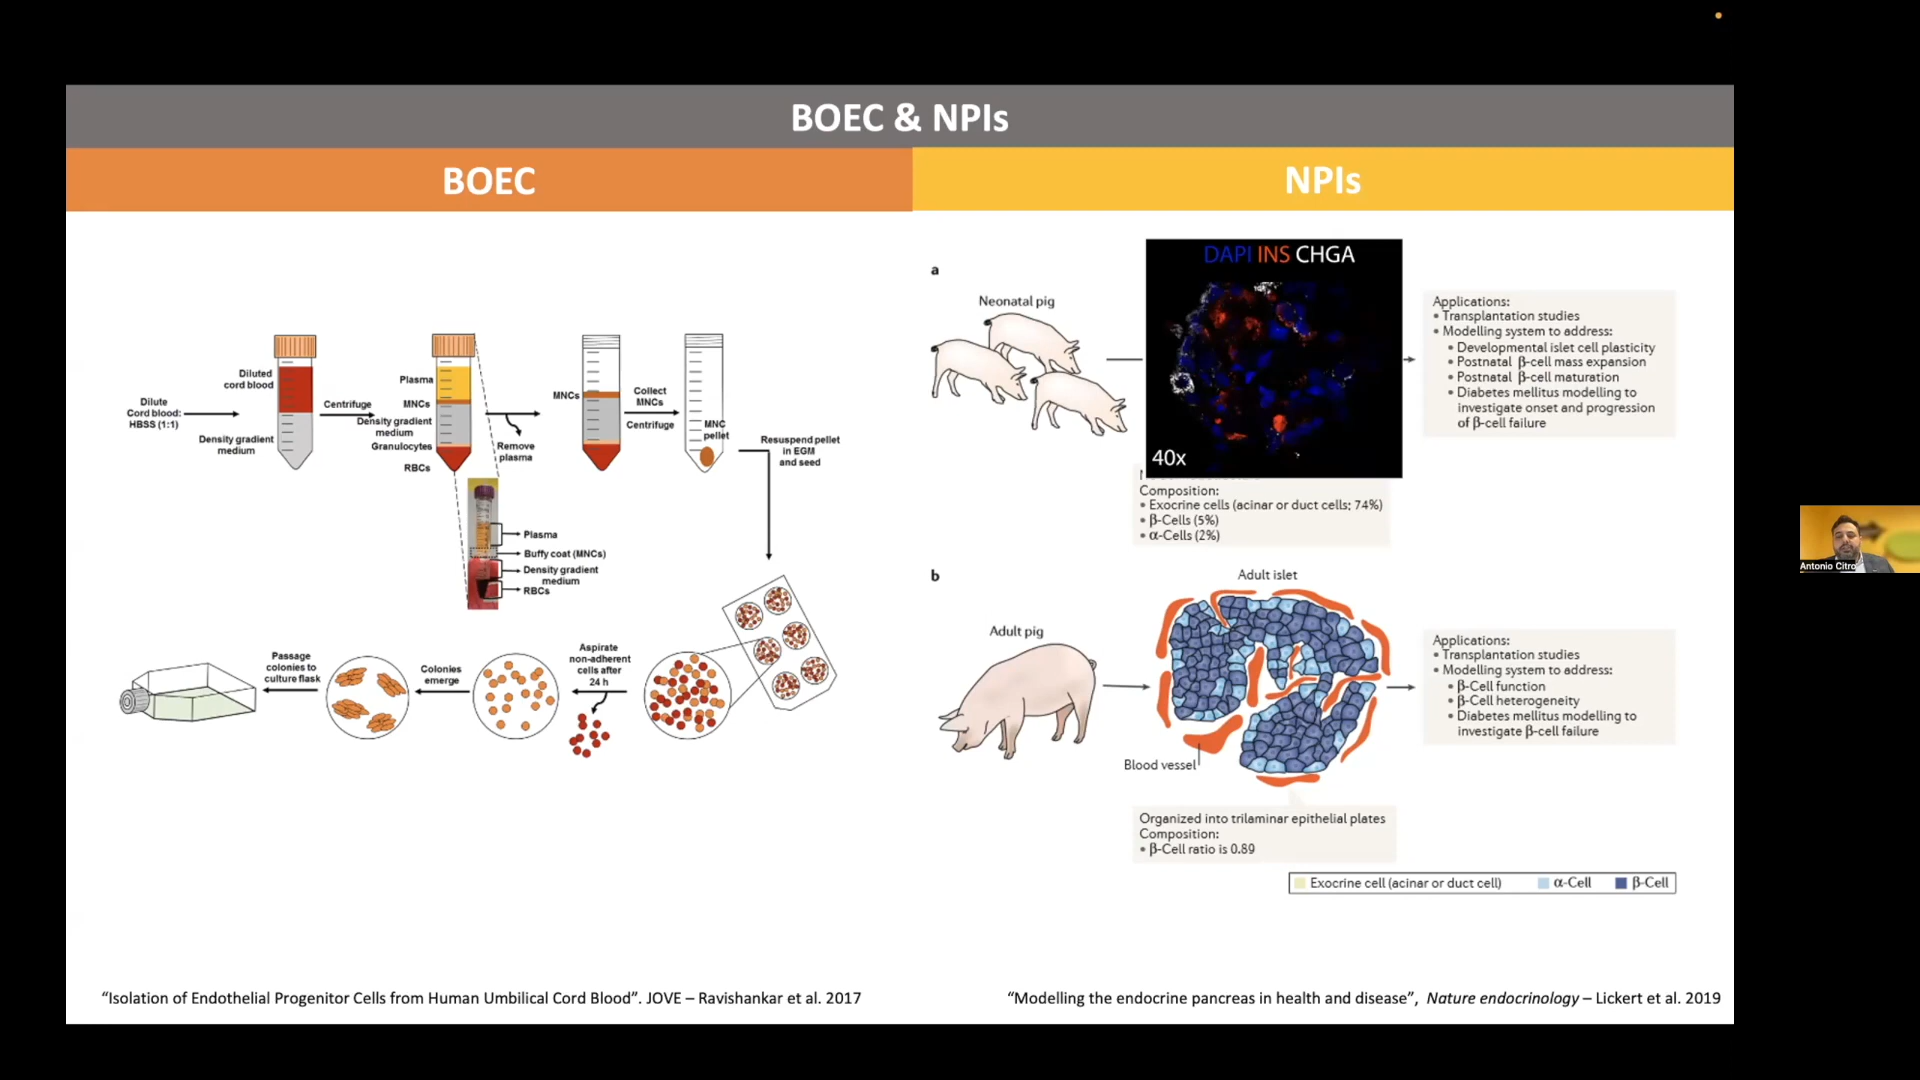 BOEC & NPIs
BOEC
NPIs
Dilute
Cord blood:
HBSS (1:1)
Diluted
cord blood
Density gradient
medium
Centrifuge
Plasma
MNCs
Density gradient
medium
Granulocytes
RBCs
Remove
plasma
MNCs
Collect
MNCs
Centrifuge
MNC
pellet
Resuspend pellet
in EGM
and seed
Plasma
Buffy coat (MNCs)
Density gradient
medium
RBCs
Aspirate
non-adherent
cells after
24 h
Colonies
emerge
Passage
colonies to
culture flask
"Isolation of Endothelial Progenitor Cells from Human Umbilical Cord Blood". JOVE – Ravishankar et al. 2017
a
Neonatal pig
DAPI INS CHGA
40x
Composition:
• Exocrine cells (acinar or duct cells; 74%)
• β-Cells (5%)
• α-Cells (2%)
Applications:
• Transplantation studies
• Modelling system to address:
• Developmental islet cell plasticity
• Postnatal β-cell mass expansion
• Postnatal β-cell maturation
• Diabetes mellitus modelling to
investigate onset and progression
of β-cell failure
b
Adult pig
Adult islet
Blood vessel
Organized into trilaminar epithelial plates
Composition:
• β-Cell ratio is 0.89
Applications:
• Transplantation studies
• Modelling system to address:
• β-Cell function
• β-Cell heterogeneity
• Diabetes mellitus modelling to
investigate β-cell failure
Exocrine cell (acinar or duct cell) α-Cell β-Cell
"Modelling the endocrine pancreas in health and disease", Nature endocrinology – Lickert et al. 2019
Antonio Citro